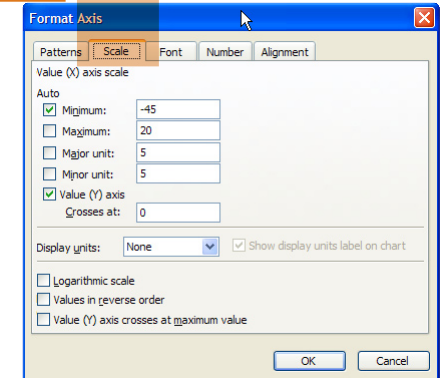 Format Axis
Patterns Scale Font Number Alignment
Value (X) axis scale
Auto
Minimum: -45
Maximum: 20
Major unit: 5
Minor unit: 5
Value (Y) axis
Crosses at: 0
Display units: None Show display units label on chart
Logarithmic scale
Values in reverse order
Value (Y) axis crosses at maximum value
OK Cancel